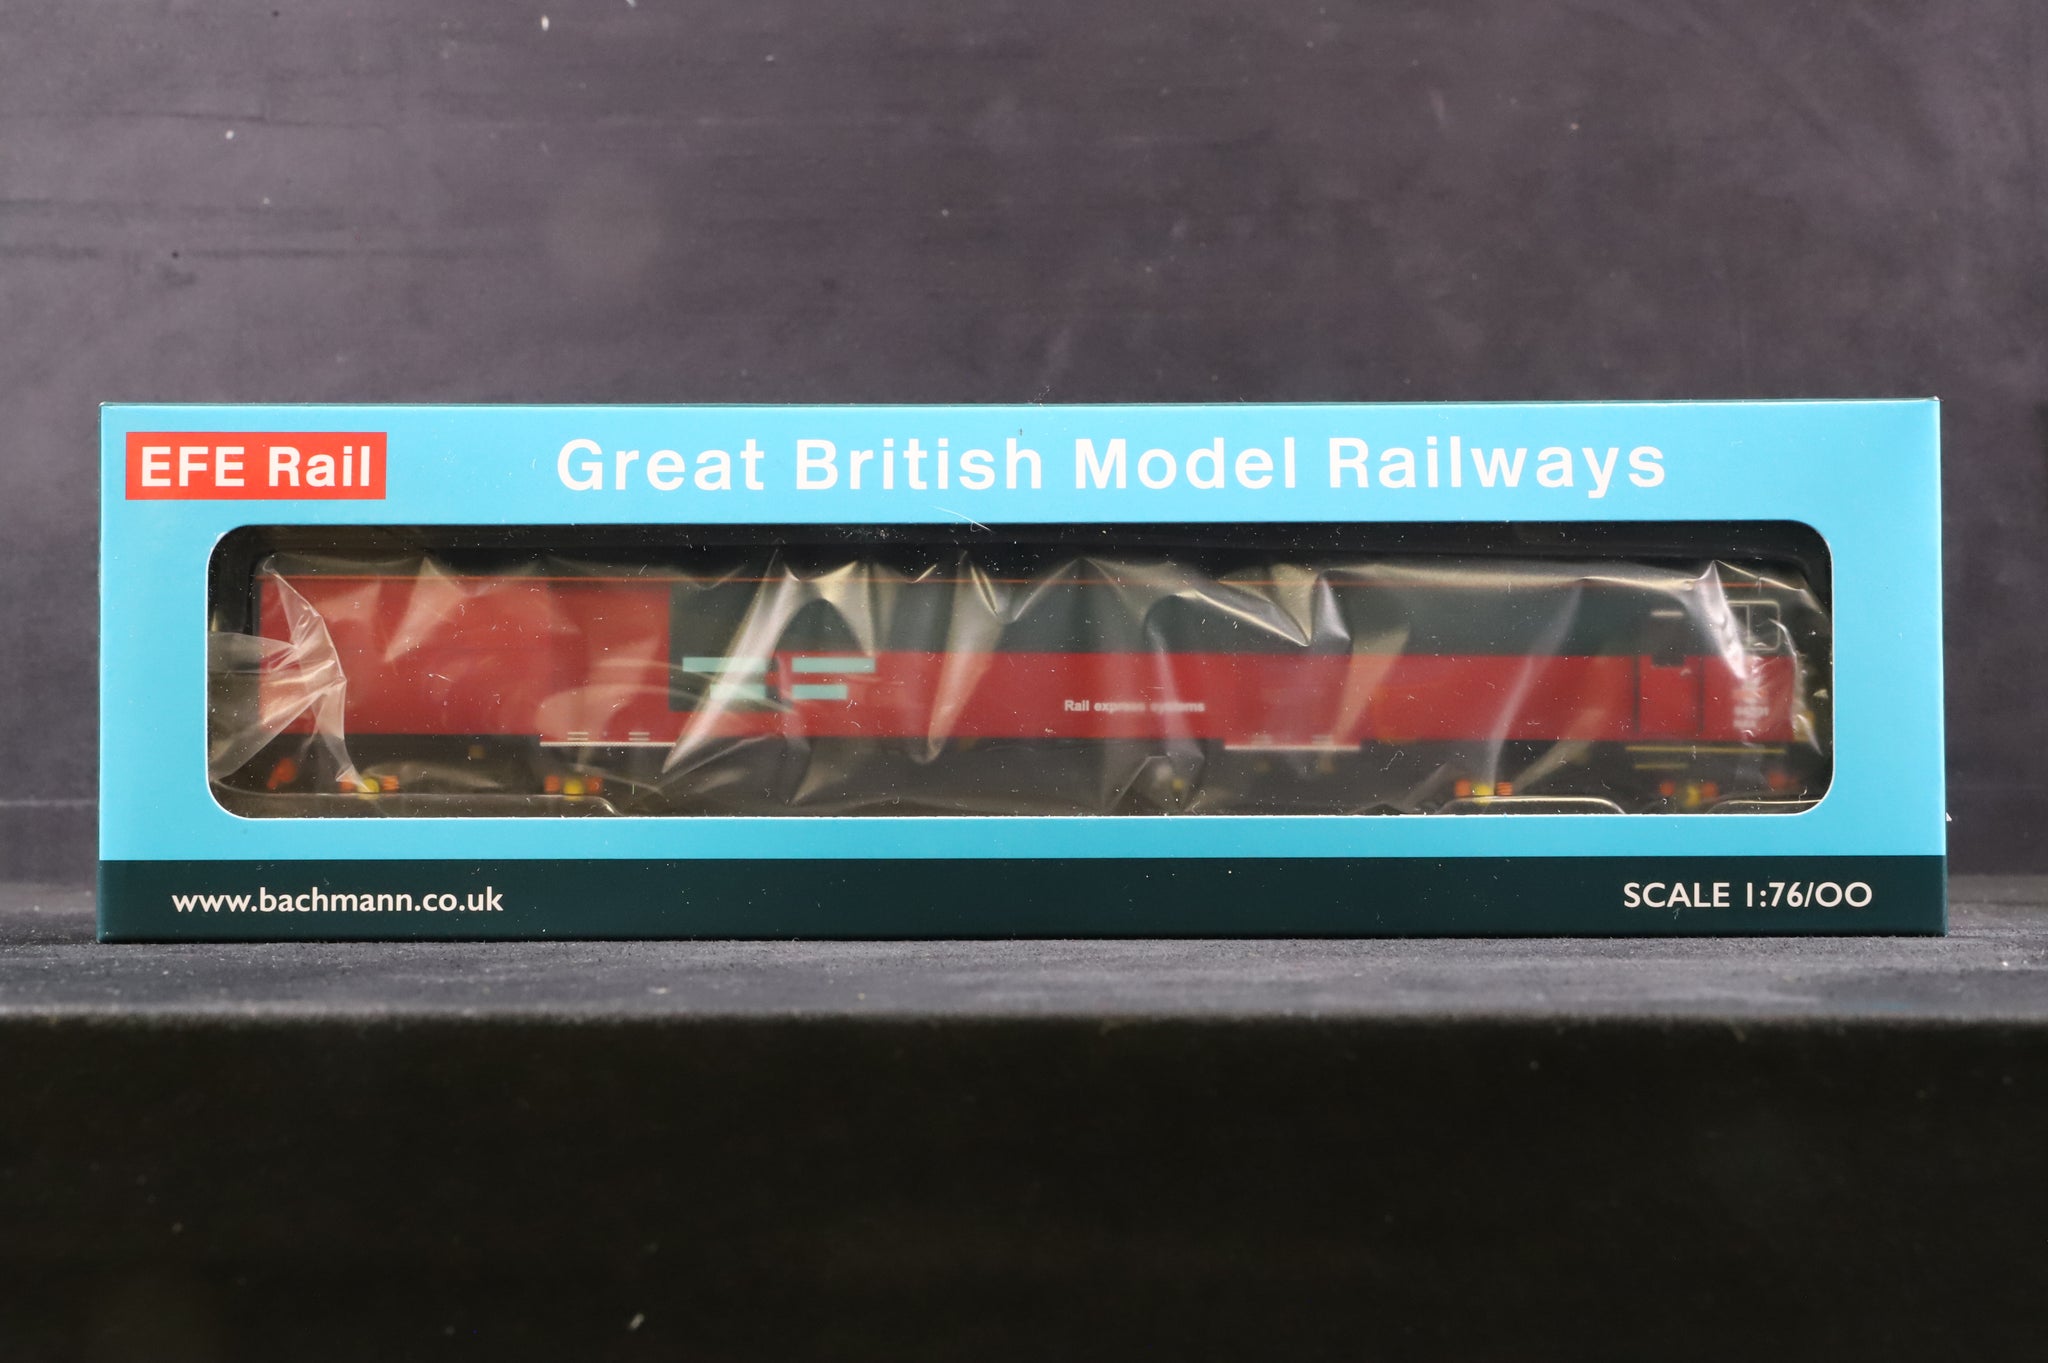 EFE Rail
Great British Model Railways
Rail express systems
www.bachmann.co.uk
SCALE 1:76/OO